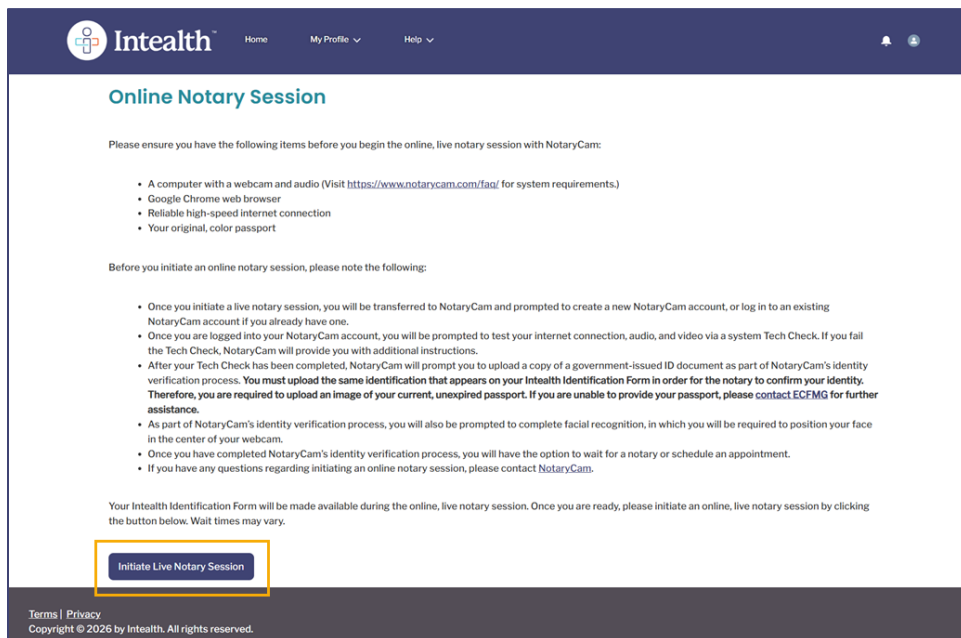 Intealth™
Home
My Profile
Help
Online Notary Session
Please ensure you have the following items before you begin the online, live notary session with NotaryCam:
• A computer with a webcam and audio (Visit https://www.notarycam.com/faq/ for system requirements.)
• Google Chrome web browser
• Reliable high-speed internet connection
• Your original, color passport
Before you initiate an online notary session, please note the following:
• Once you initiate a live notary session, you will be transferred to NotaryCam and prompted to create a new NotaryCam account, or log in to an existing
NotaryCam account if you already have one.
• Once you are logged into your NotaryCam account, you will be prompted to test your internet connection, audio, and video via a system Tech Check. If you fail
the Tech Check, NotaryCam will provide you with additional instructions.
• After your Tech Check has been completed, NotaryCam will prompt you to upload a copy of a government-issued ID document as part of NotaryCam's identity
verification process. You must upload the same identification that appears on your Intealth Identification Form in order for the notary to confirm your identity.
Therefore, you are required to upload an image of your current, unexpired passport. If you are unable to provide your passport, please contact ECFMG for further
assistance.
• As part of NotaryCam's identity verification process, you will also be prompted to complete facial recognition, in which you will be required to position your face
in the center of your webcam.
• Once you have completed NotaryCam's identity verification process, you will have the option to wait for a notary or schedule an appointment.
• If you have any questions regarding initiating an online notary session, please contact NotaryCam.
Your Intealth Identification Form will be made available during the online, live notary session. Once you are ready, please initiate an online, live notary session by clicking
the button below. Wait times may vary.
Initiate Live Notary Session
Terms | Privacy
Copyright © 2026 by Intealth. All rights reserved.